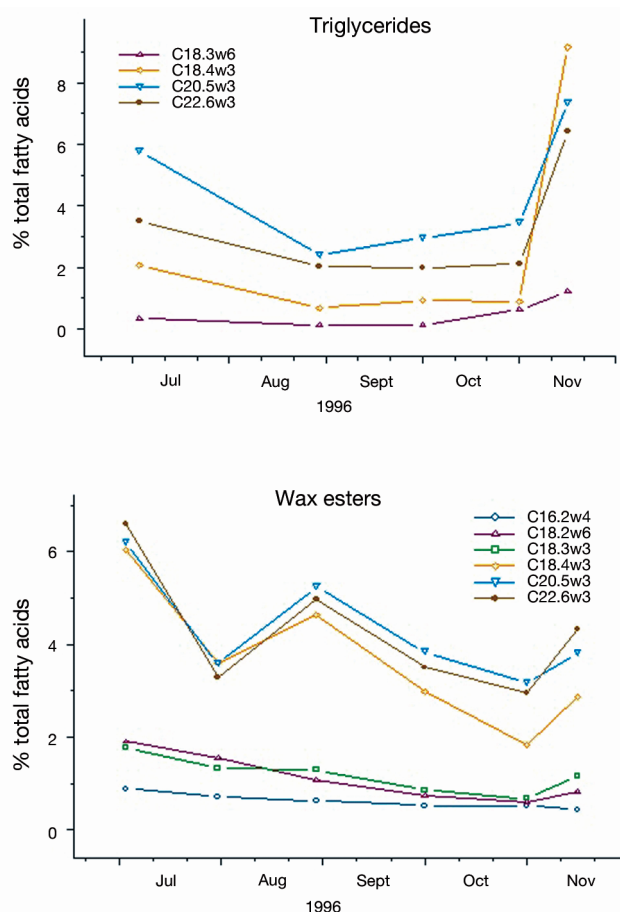 Triglycerides
C18.3w6
C18.4w3
C20.5w3
C22.6w3
% total fatty acids
8
6
4
2
0
Jul Aug Sept Oct Nov
1996
Wax esters
C16.2w4
C18.2w6
C18.3w3
C18.4w3
C20.5w3
C22.6w3
% total fatty acids
6
4
2
0
Jul Aug Sept Oct Nov
1996